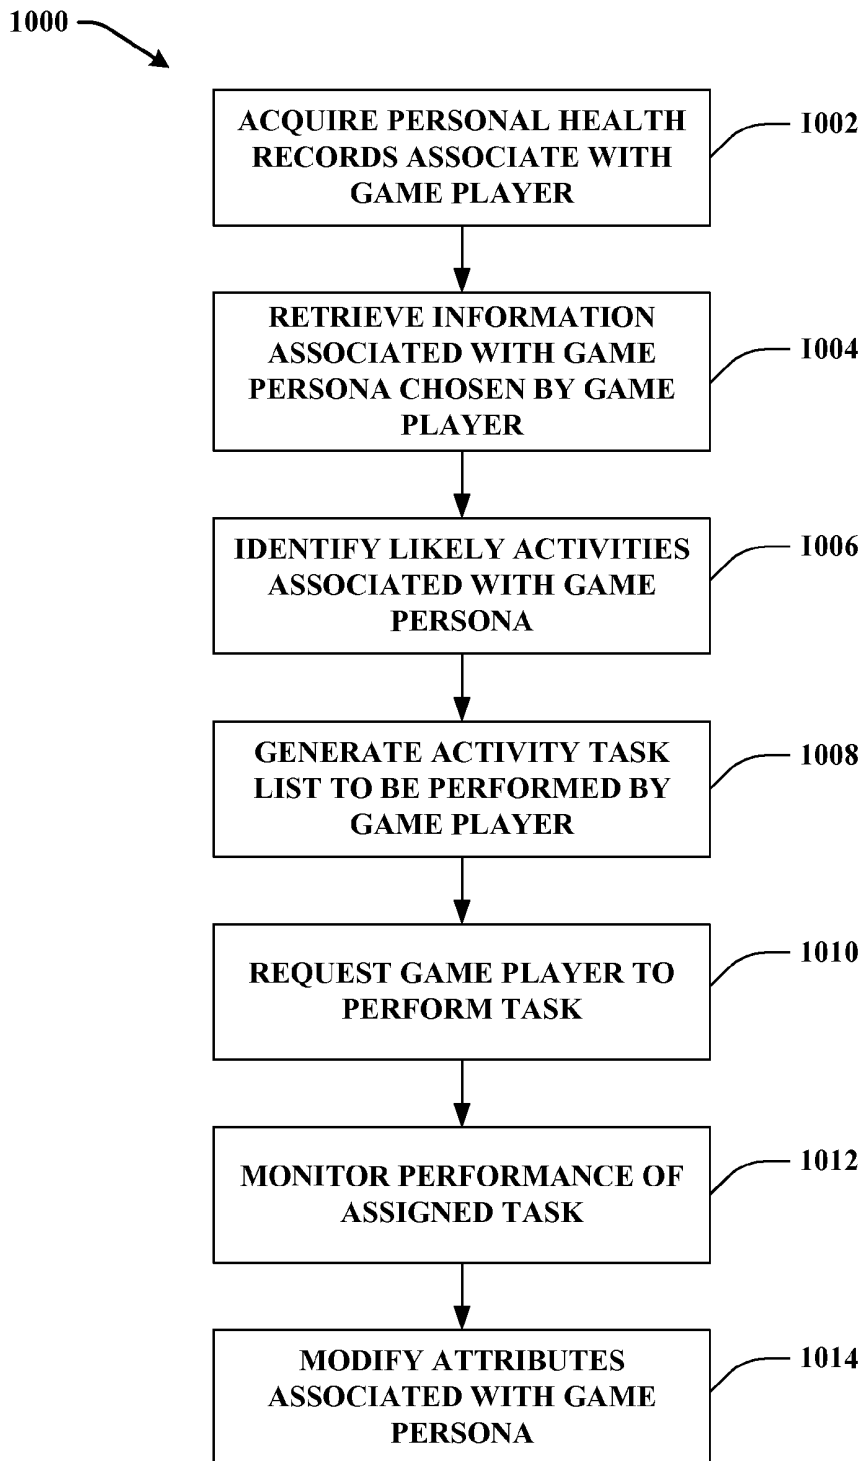 1000
ACQUIRE PERSONAL HEALTH
RECORDS ASSOCIATE WITH
GAME PLAYER
1002
RETRIEVE INFORMATION
ASSOCIATED WITH GAME
PERSONA CHOSEN BY GAME
PLAYER
1004
IDENTIFY LIKELY ACTIVITIES
ASSOCIATED WITH GAME
PERSONA
1006
GENERATE ACTIVITY TASK
LIST TO BE PERFORMED BY
GAME PLAYER
1008
REQUEST GAME PLAYER TO
PERFORM TASK
1010
MONITOR PERFORMANCE OF
ASSIGNED TASK
1012
MODIFY ATTRIBUTES
ASSOCIATED WITH GAME
PERSONA
1014